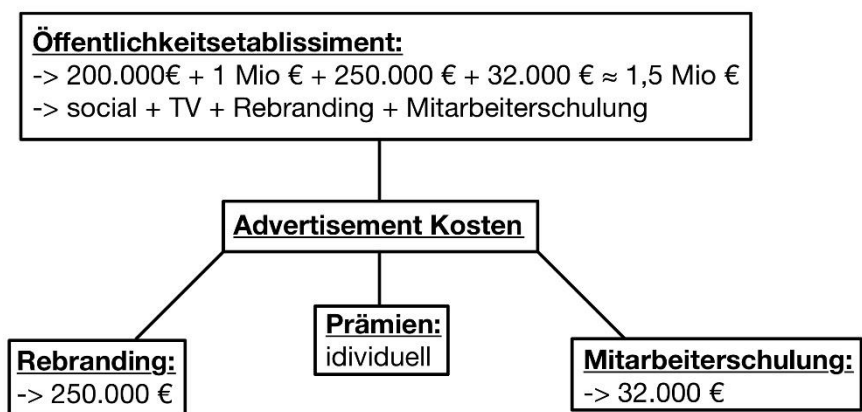 Öffentlichkeitsetablissiment:
-> 200.000€ + 1 Mio € + 250.000 € + 32.000 € ≈ 1,5 Mio €
-> social + TV + Rebranding + Mitarbeiterschulung
Advertisement Kosten
Prämien:
idividuell
Rebranding:
-> 250.000 €
Mitarbeiterschulung:
-> 32.000 €